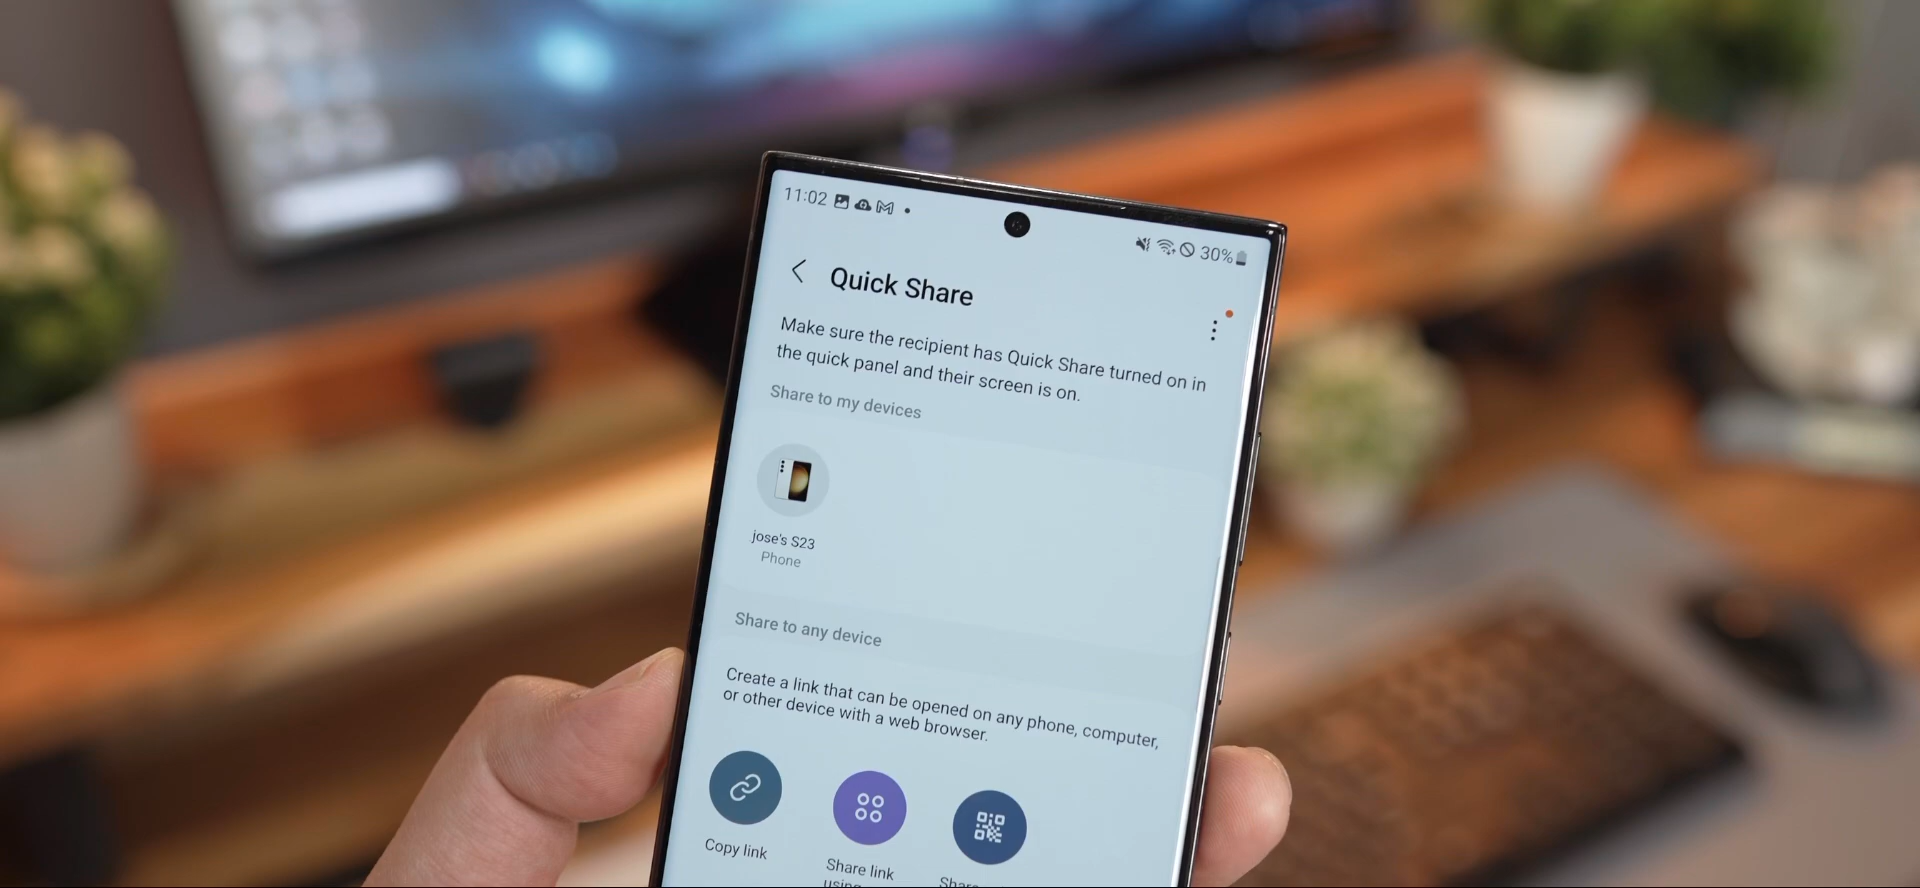 11:02
30%
Quick Share
Make sure the recipient has Quick Share turned on in
the quick panel and their screen is on.
Share to my devices
jose's S23
Phone
Share to any device
Create a link that can be opened on any phone, computer,
or other device with a web browser.
Copy link
Share link